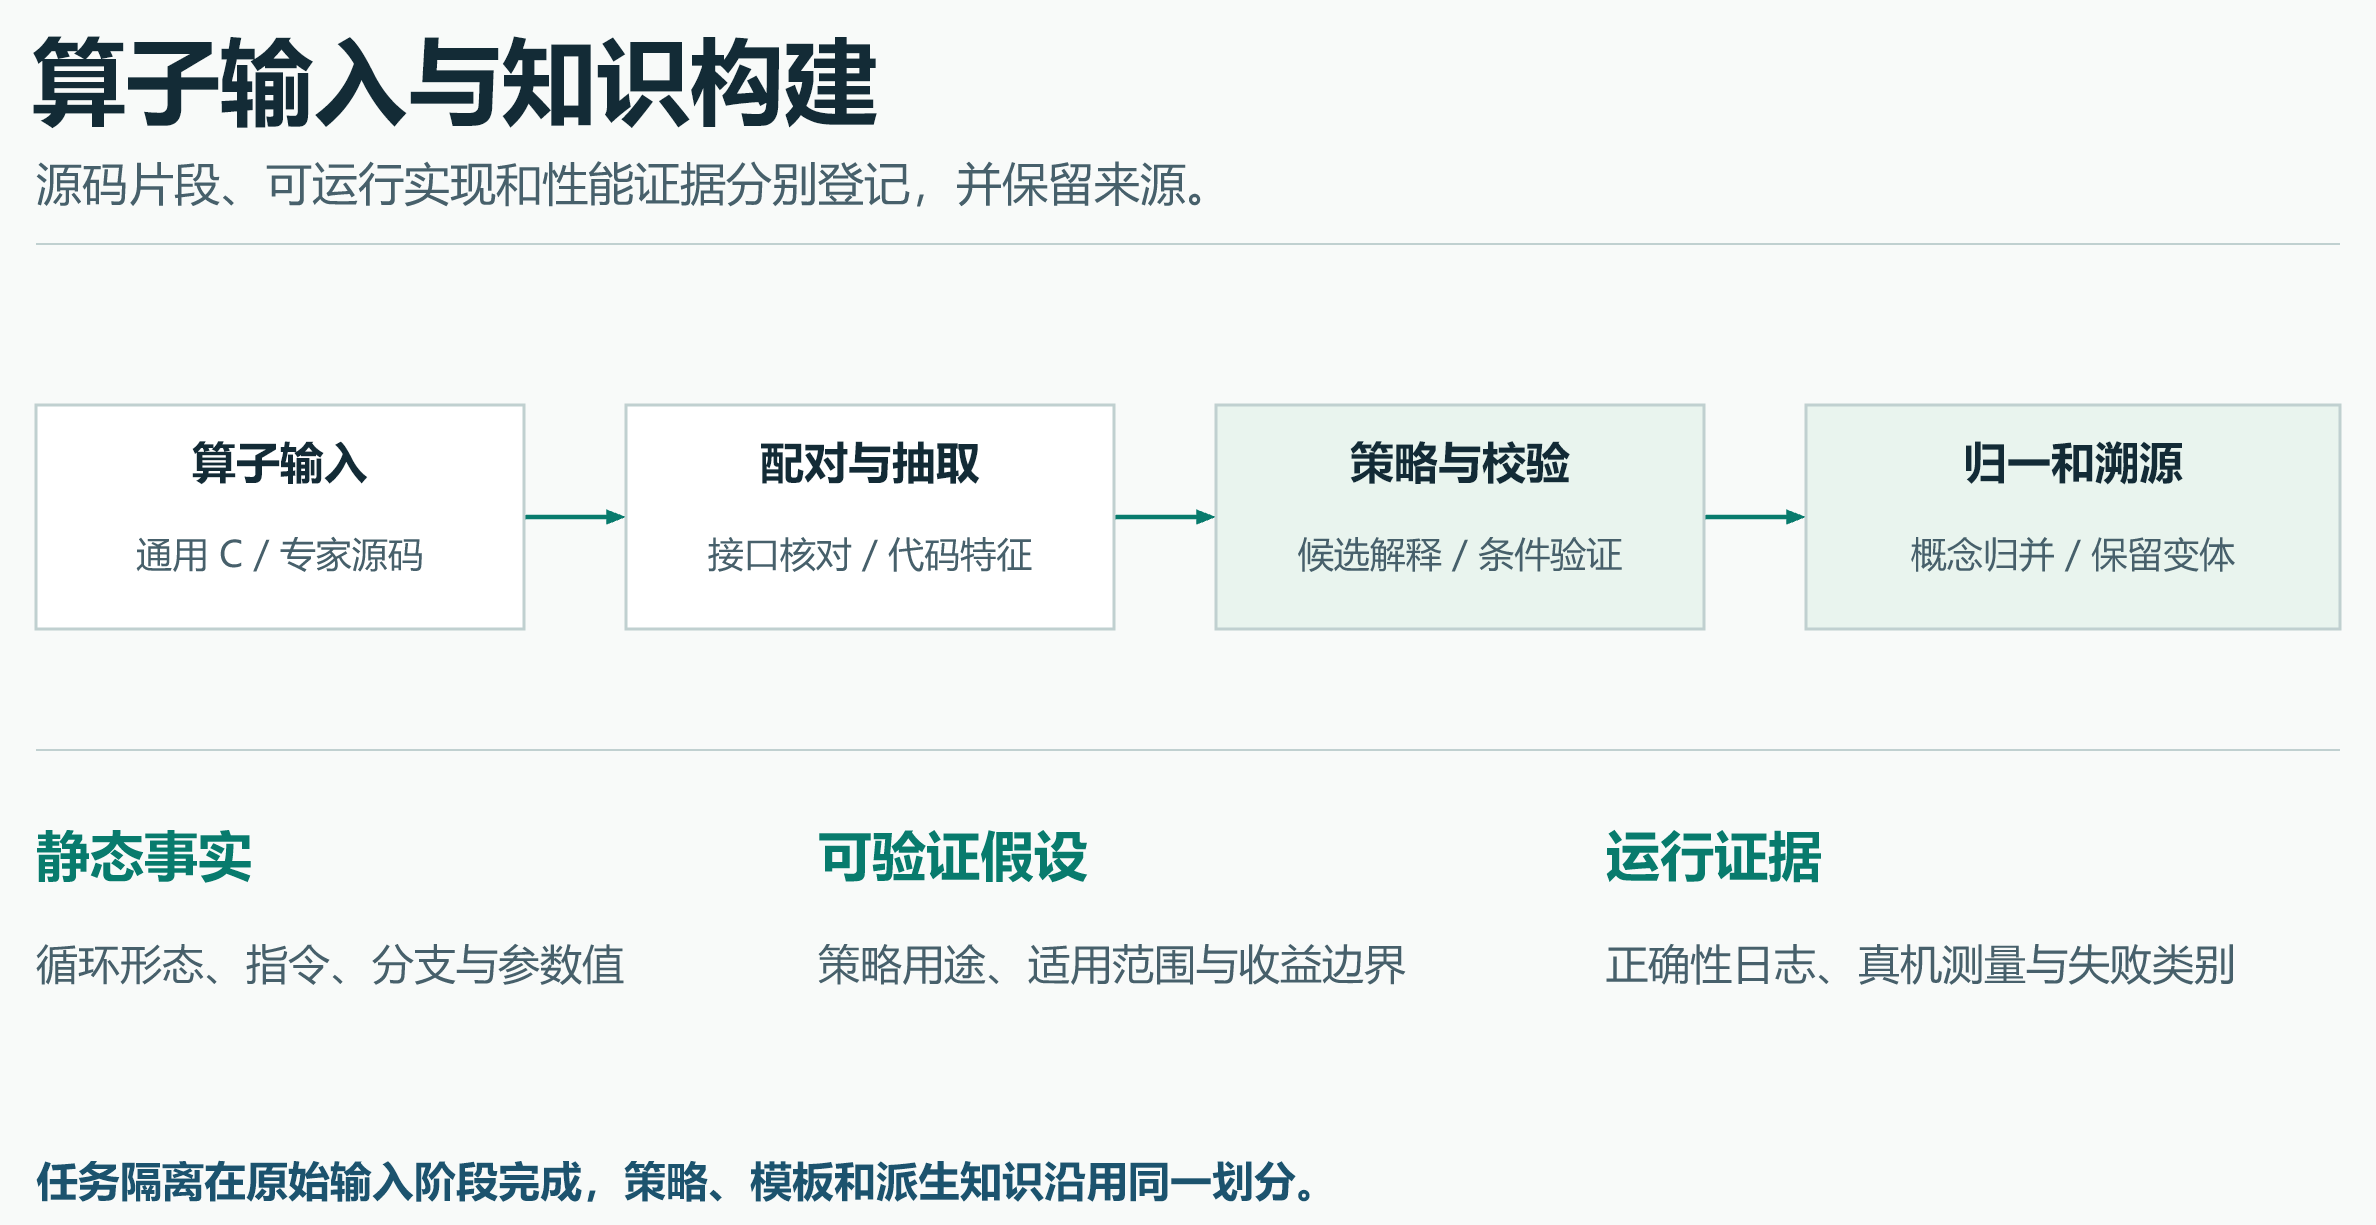 算子输入与知识构建
源码片段、可运行实现和性能证据分别登记，并保留来源。
算子输入
通用 C / 专家源码
配对与抽取
接口核对 / 代码特征
策略与校验
候选解释 / 条件验证
归一和溯源
概念归并 / 保留变体
静态事实
循环形态、指令、分支与参数值
可验证假设
策略用途、适用范围与收益边界
运行证据
正确性日志、真机测量与失败类别
任务隔离在原始输入阶段完成，策略、模板和派生知识沿用同一划分。